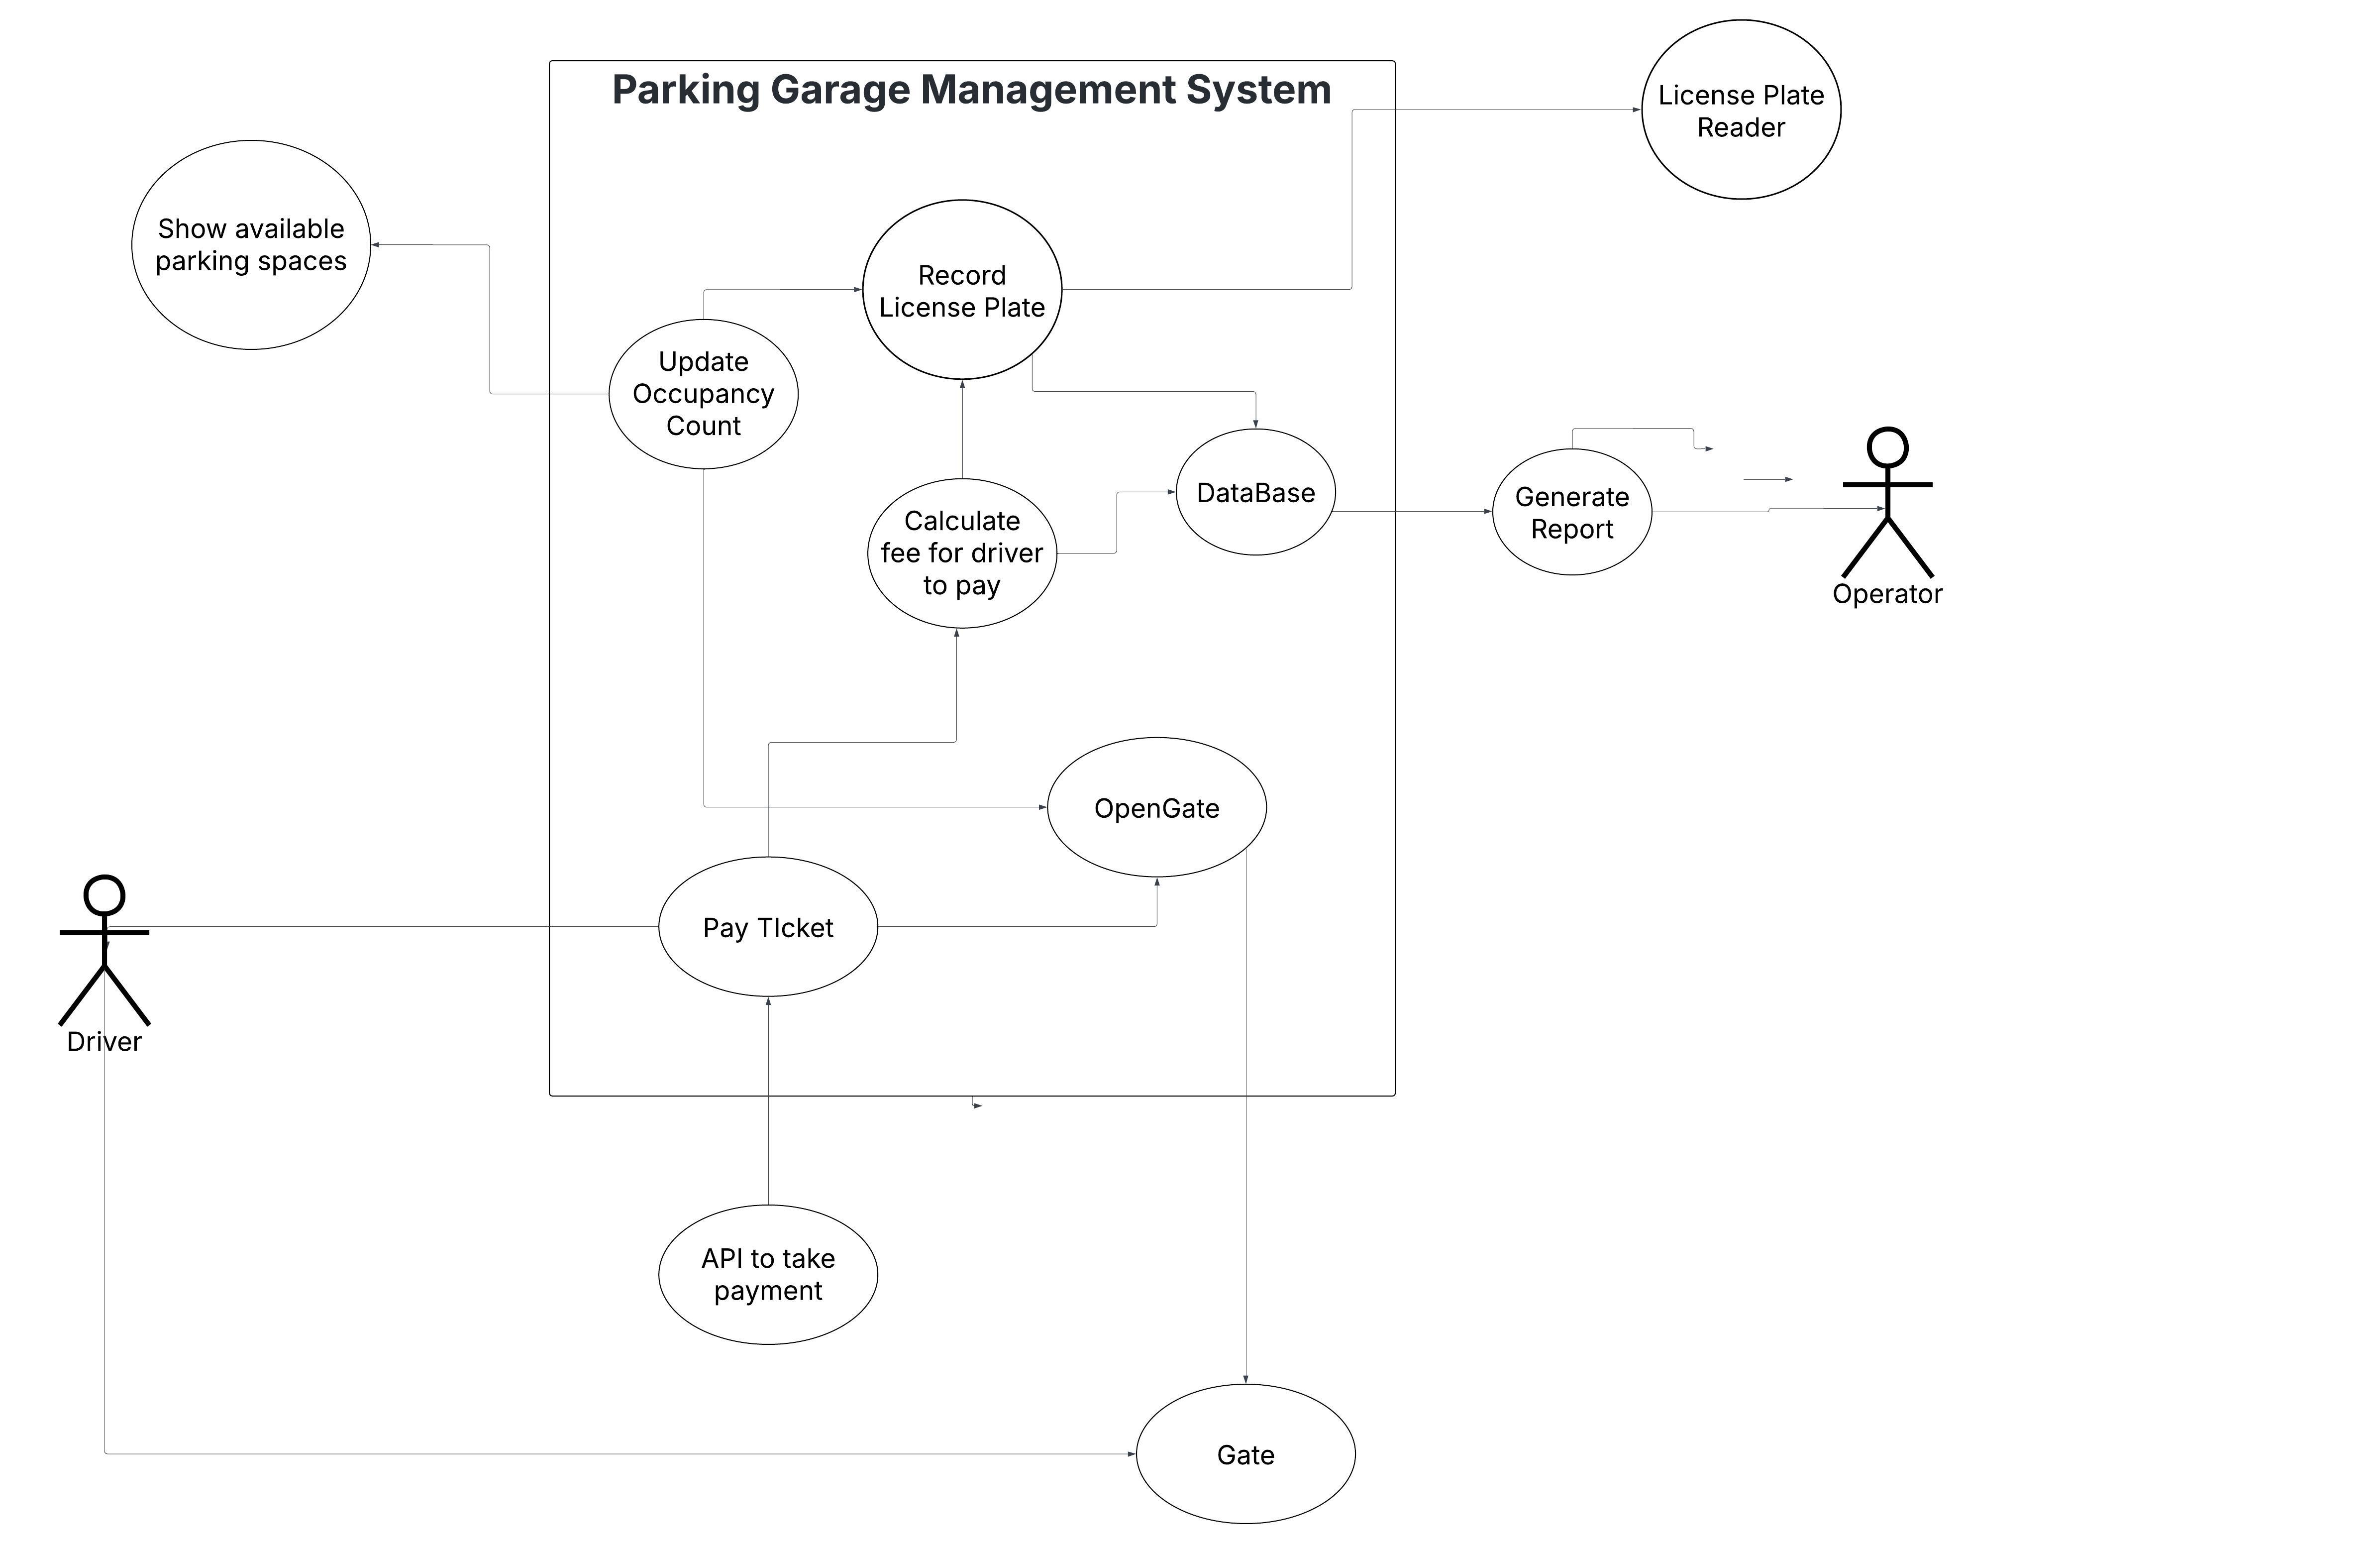 Parking Garage Management System
License Plate
Reader
Show available
parking spaces
Record
License Plate
Update
Occupancy
Count
DataBase
Generate
Report
Calculate
fee for driver
to pay
Operator
OpenGate
Pay TIcket
Driver
API to take
payment
Gate